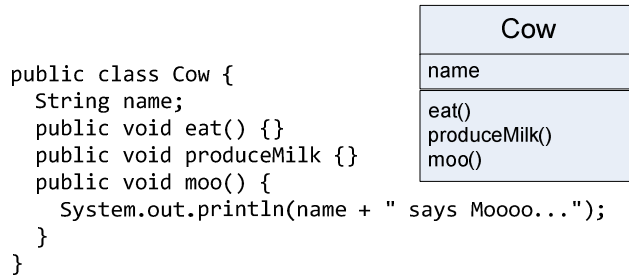 public class Cow {
String name;
public void eat() {}
public void produceMilk {}
public void moo() {
System.out.println(name + " says Moooo...");
}
}
Cow
name
eat()
produceMilk()
moo()